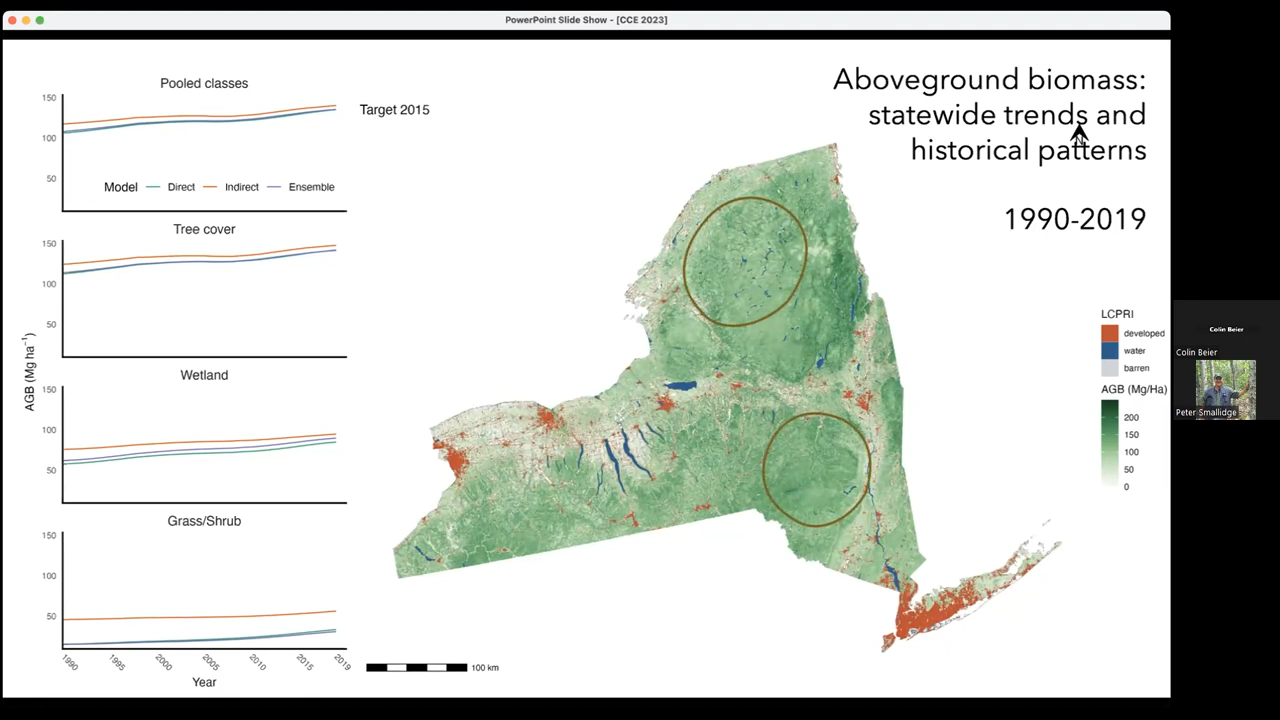 PowerPoint Slide Show - [CCE 2023]
Aboveground biomass:
statewide trends and
historical patterns
1990-2019
N
Target 2015
Pooled classes
150
100
50
Model Direct Indirect Ensemble
Tree cover
150
100
50
Wetland
150
100
50
Grass/Shrub
150
100
50
AGB (Mg ha⁻¹)
1990 1995 2000 2005 2010 2015 2019
Year
100 km
LCPRI
developed
water
barren
AGB (Mg/Ha)
200
150
100
50
0
Colin Beier
Colin Beier
Peter Smallidge